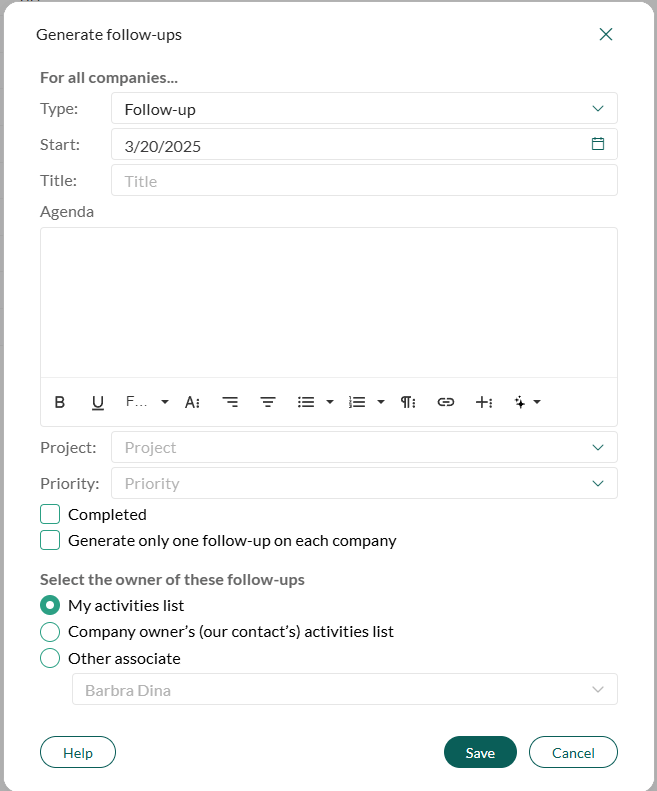 Generate follow-ups
For all companies...
Type: Follow-up
Start: 3/20/2025
Title: Title
Agenda
B U F... A
Project: Project
Priority: Priority
Completed
Generate only one follow-up on each company
Select the owner of these follow-ups
My activities list
Company owner’s (our contact’s) activities list
Other associate
Barbra Dina
Help Save Cancel